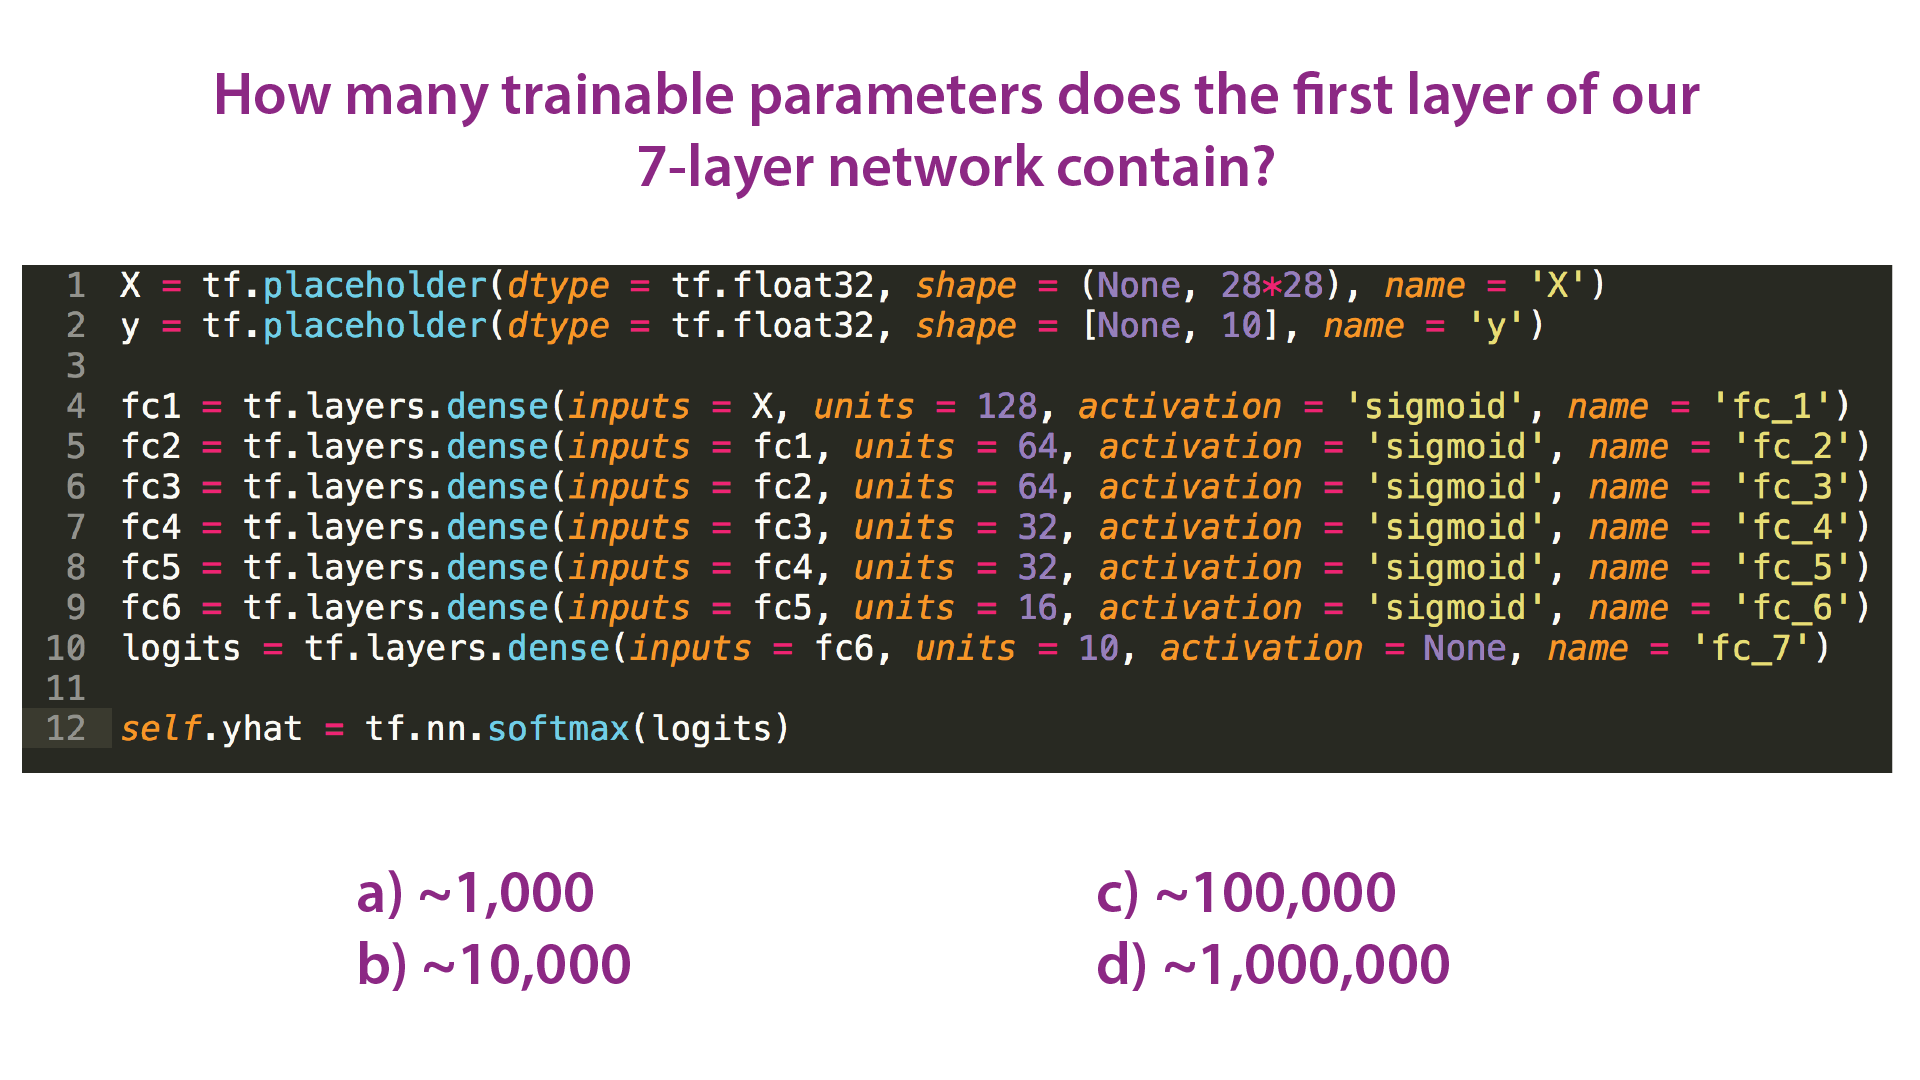 How many trainable parameters does the first layer of our
7-layer network contain?
1 X = tf.placeholder(dtype = tf.float32, shape = (None, 28*28), name = 'X')
2 y = tf.placeholder(dtype = tf.float32, shape = [None, 10], name = 'y')
3
4 fc1 = tf.layers.dense(inputs = X, units = 128, activation = 'sigmoid', name = 'fc_1')
5 fc2 = tf.layers.dense(inputs = fc1, units = 64, activation = 'sigmoid', name = 'fc_2')
6 fc3 = tf.layers.dense(inputs = fc2, units = 64, activation = 'sigmoid', name = 'fc_3')
7 fc4 = tf.layers.dense(inputs = fc3, units = 32, activation = 'sigmoid', name = 'fc_4')
8 fc5 = tf.layers.dense(inputs = fc4, units = 32, activation = 'sigmoid', name = 'fc_5')
9 fc6 = tf.layers.dense(inputs = fc5, units = 16, activation = 'sigmoid', name = 'fc_6')
10 logits = tf.layers.dense(inputs = fc6, units = 10, activation = None, name = 'fc_7')
11
12 self.yhat = tf.nn.softmax(logits)
a) ~1,000
b) ~10,000
c) ~100,000
d) ~1,000,000